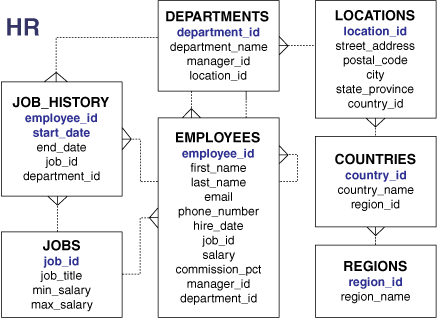 HR
DEPARTMENTS
department_id
department_name
manager_id
location_id
LOCATIONS
location_id
street_address
postal_code
city
state_province
country_id
JOB_HISTORY
employee_id
start_date
end_date
job_id
department_id
EMPLOYEES
employee_id
first_name
last_name
email
phone_number
hire_date
job_id
salary
commission_pct
manager_id
department_id
COUNTRIES
country_id
country_name
region_id
JOBS
job_id
job_title
min_salary
max_salary
REGIONS
region_id
region_name